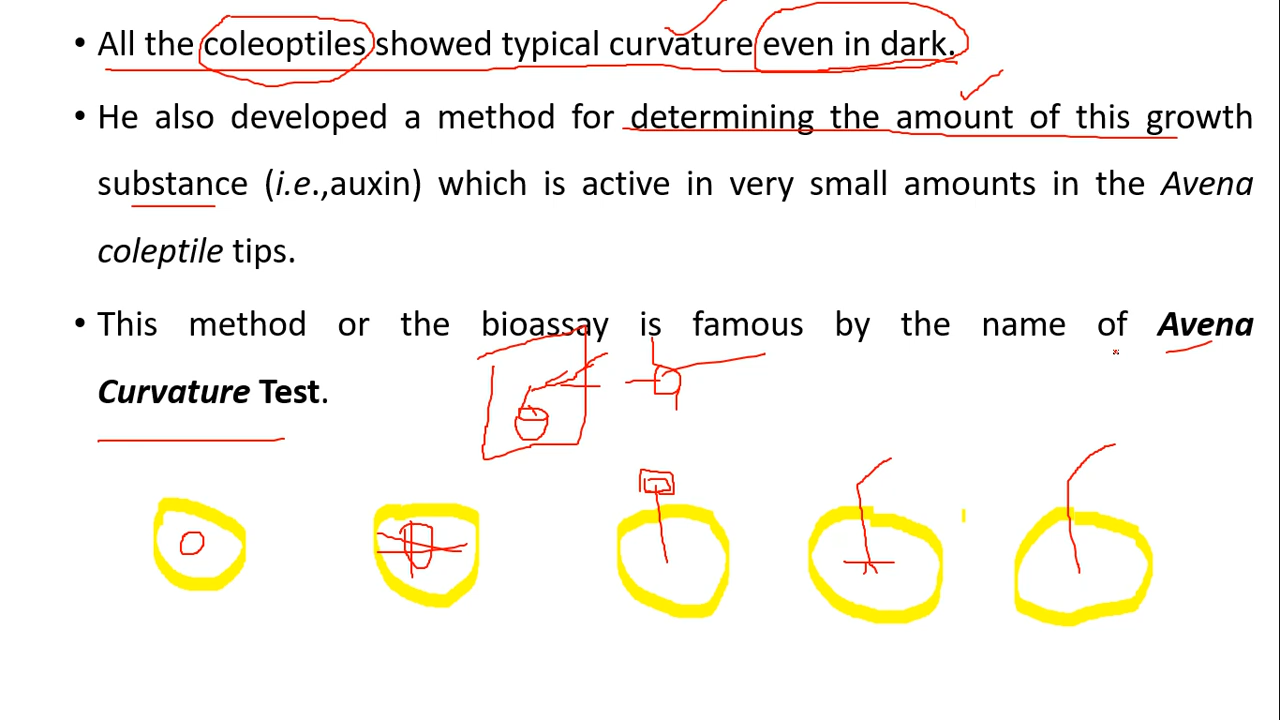 • All the coleoptiles showed typical curvature even in dark.
• He also developed a method for determining the amount of this growth
substance (i.e.,auxin) which is active in very small amounts in the Avena
coleptile tips.
• This method or the bioassay is famous by the name of Avena
Curvature Test.